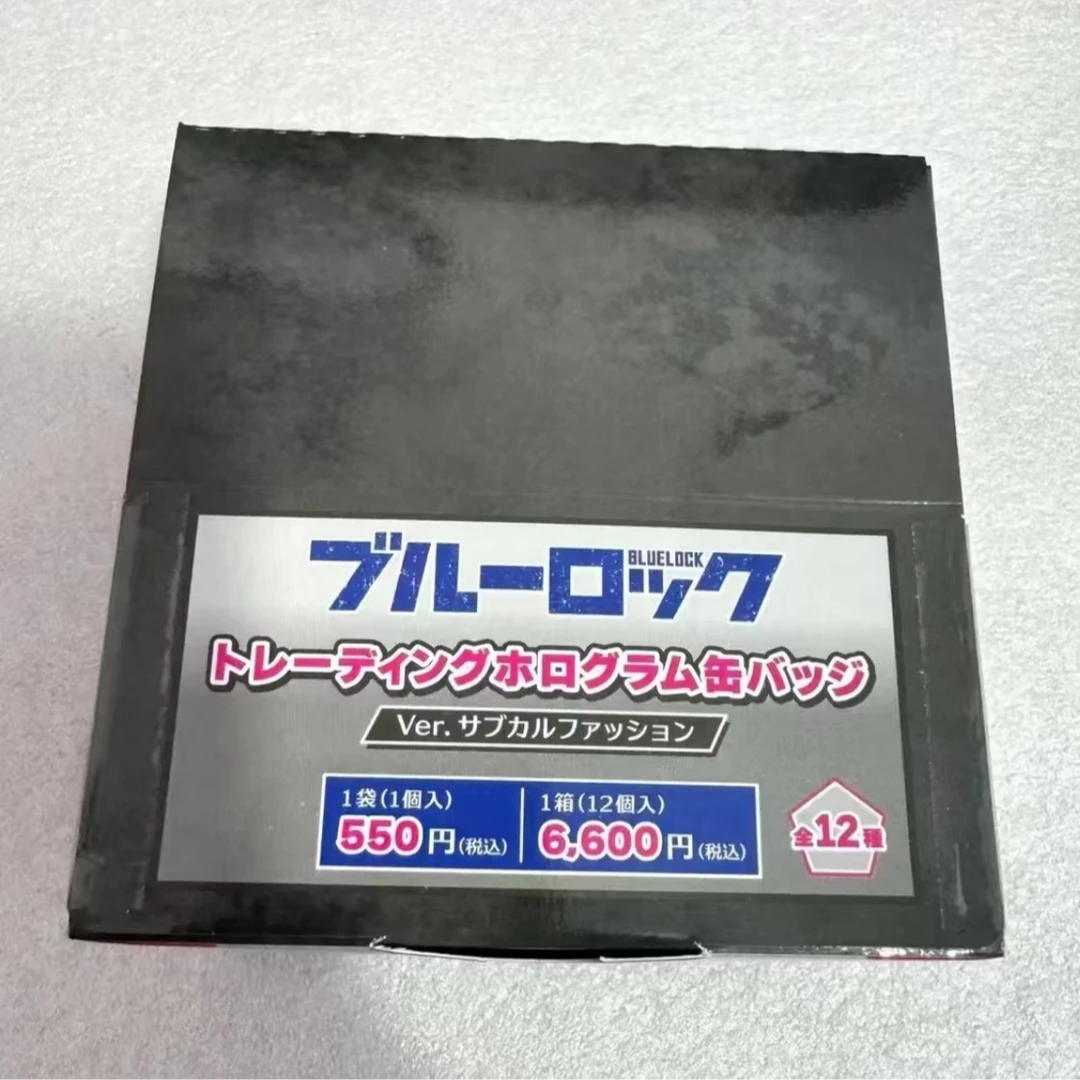 ブルーロック
BLUELOCK
トレーディングホログラム缶バッジ
Ver. サブカルファッション
1袋(1個入)
550円(税込)
1箱(12個入)
6,600円(税込)
全12種